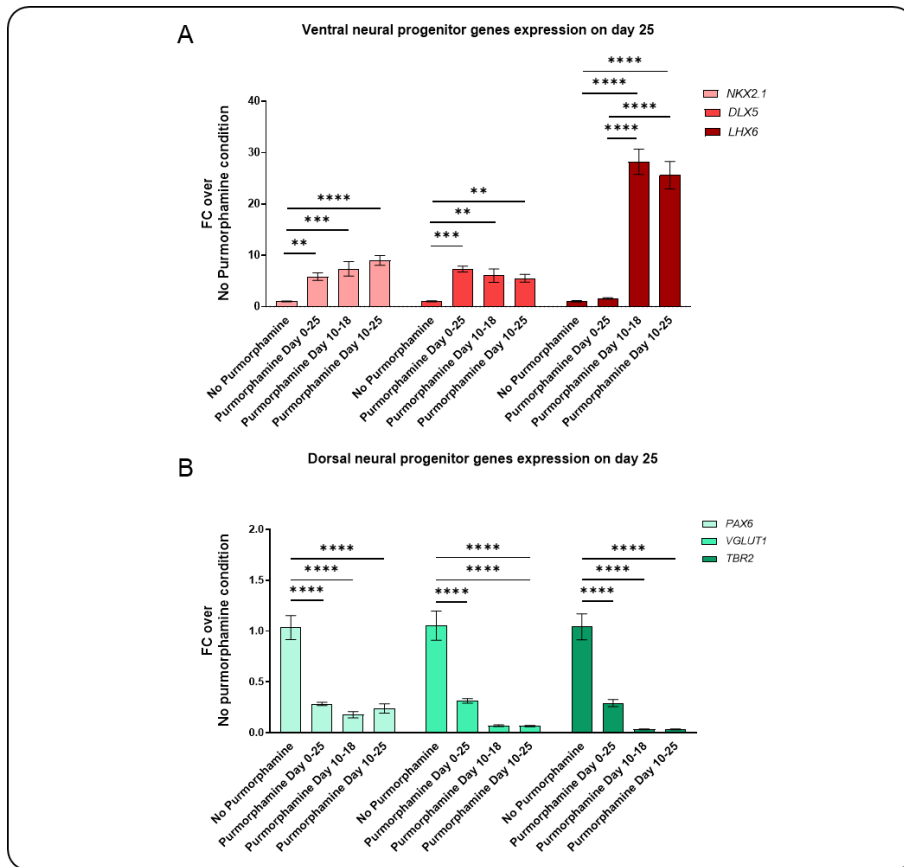 A
Ventral neural progenitor genes expression on day 25
FC over
No Purmorphamine condition
40
30
20
10
0
**
***
****
***
**
**
****
****
****
****
NKX2.1
DLX5
LHX6
No Purmorphamine
Purmorphamine Day 0-25
Purmorphamine Day 10-18
Purmorphamine Day 10-25
No Purmorphamine
Purmorphamine Day 0-25
Purmorphamine Day 10-18
Purmorphamine Day 10-25
No Purmorphamine
Purmorphamine Day 0-25
Purmorphamine Day 10-18
Purmorphamine Day 10-25
B
Dorsal neural progenitor genes expression on day 25
FC over
No purmorphamine condition
2.0
1.5
1.0
0.5
0.0
****
****
****
****
****
****
****
****
****
PAX6
VGLUT1
TBR2
No Purmorphamine
Purmorphamine Day 0-25
Purmorphamine Day 10-18
Purmorphamine Day 10-25
No Purmorphamine
Purmorphamine Day 0-25
Purmorphamine Day 10-18
Purmorphamine Day 10-25
No Purmorphamine
Purmorphamine Day 0-25
Purmorphamine Day 10-18
Purmorphamine Day 10-25